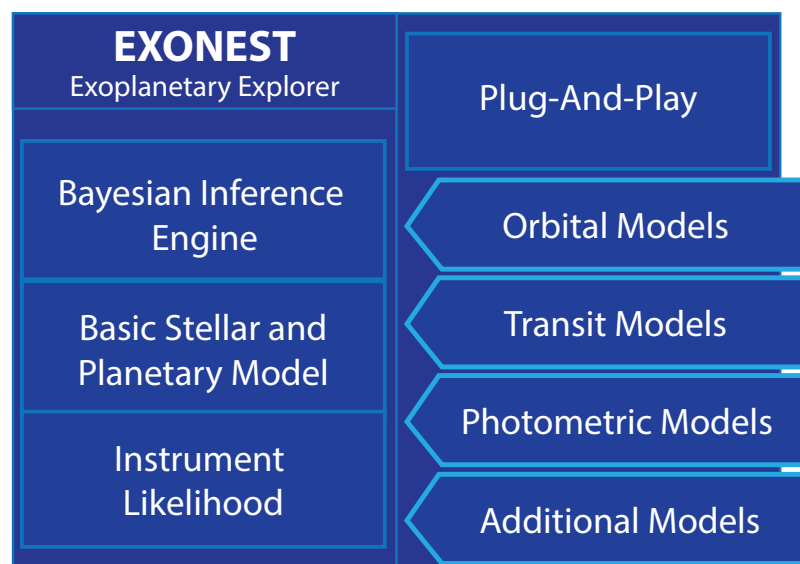 EXONEST
Exoplanetary Explorer
Bayesian Inference
Engine
Basic Stellar and
Planetary Model
Instrument
Likelihood
Plug-And-Play
Orbital Models
Transit Models
Photometric Models
Additional Models